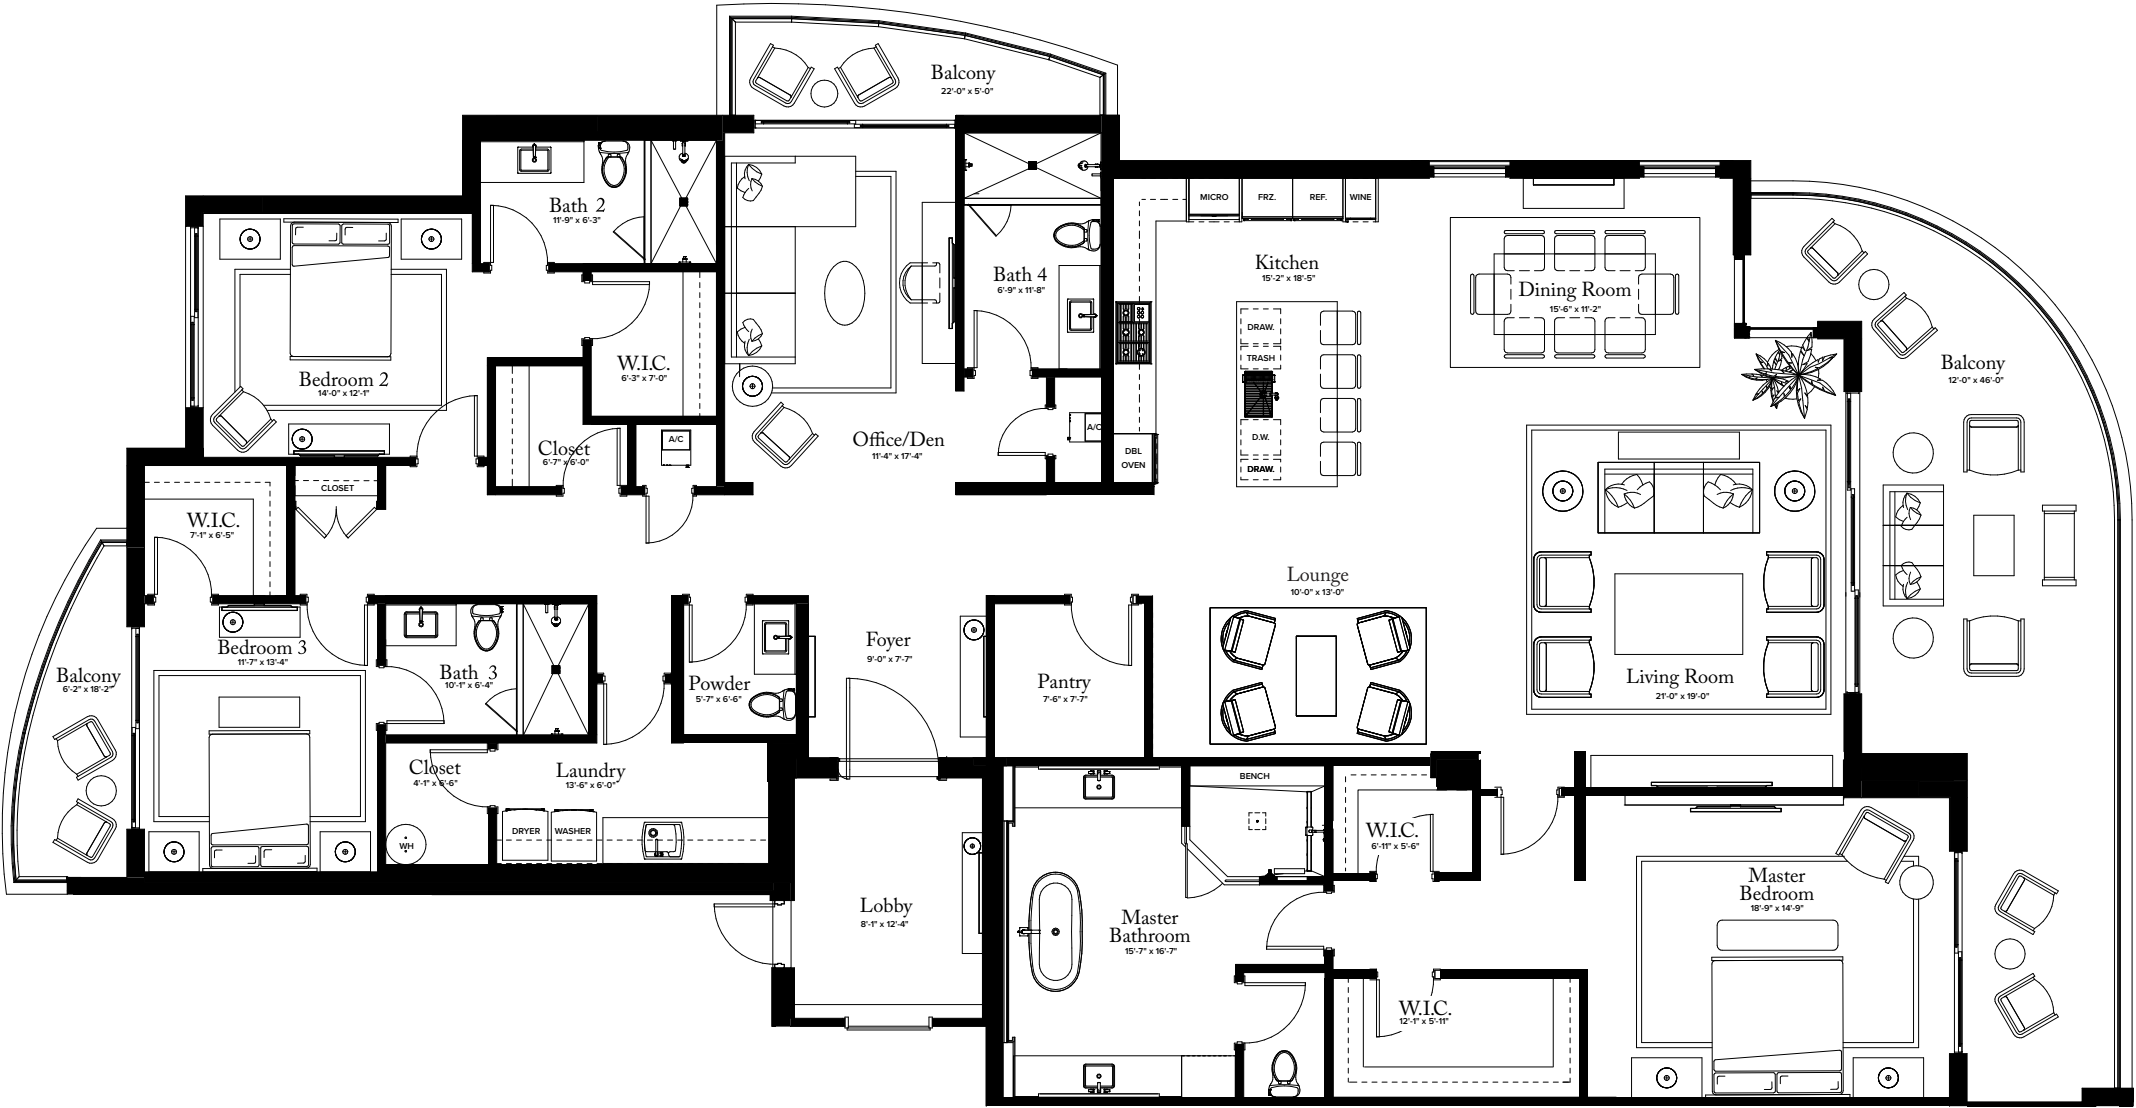 Balcony
22'-0" x 5'-0"
Bath 2
11'-9" x 6'-3"
MICRO
FRZ.
REF.
WINE
Kitchen
15'-2" x 18'-5"
Bath 4
6'-9" x 11'-8"
Dining Room
15'-6" x 11'-2"
DRAW.
TRASH
D.W.
DRAW.
DBL
OVEN
Balcony
12'-0" x 46'-0"
Bedroom 2
14'-0" x 12'-1"
W.I.C.
6'-3" x 7'-0"
Closet
6'-7" x 6'-0"
A/C
Office/Den
11'-4" x 17'-4"
A/C
CLOSET
W.I.C.
7'-1" x 6'-5"
Lounge
10'-0" x 13'-0"
Bedroom 3
11'-7" x 13'-4"
Balcony
6'-2" x 18'-2"
Bath 3
10'-1" x 6'-4"
Powder
5'-7" x 6'-6"
Foyer
9'-0" x 7'-7"
Pantry
7'-6" x 7'-7"
Living Room
21'-0" x 19'-0"
Closet
4'-1" x 6'-6"
Laundry
13'-6" x 6'-0"
DRYER
WASHER
WH
BENCH
W.I.C.
6'-11" x 5'-6"
Lobby
8'-1" x 12'-4"
Master
Bathroom
15'-7" x 16'-7"
Master
Bedroom
18'-9" x 14'-9"
W.I.C.
12'-1" x 5'-11"